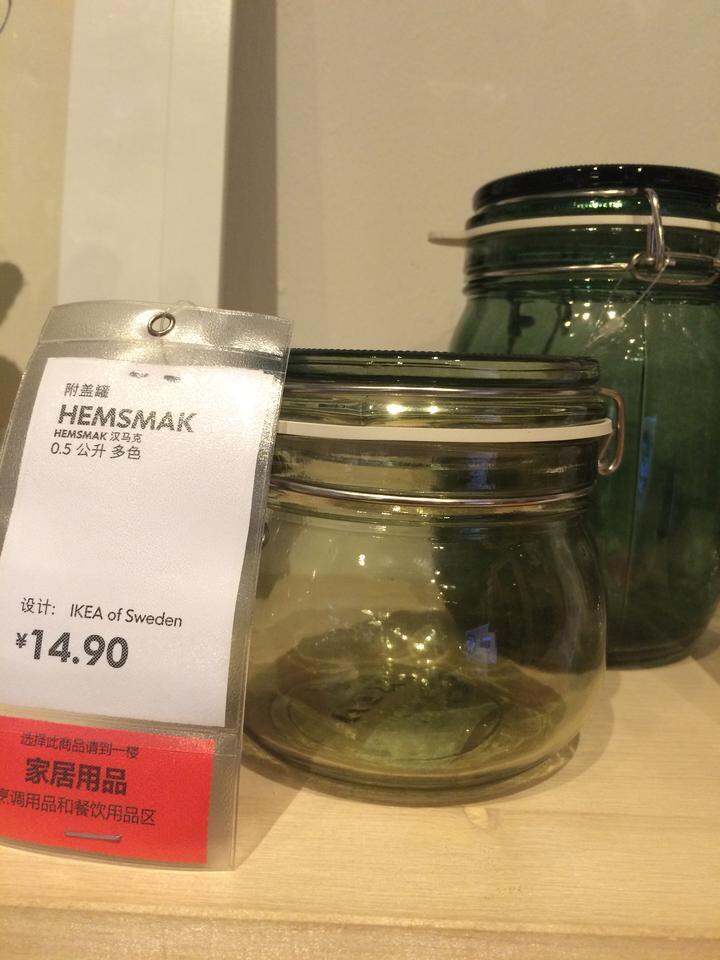 附盖罐
HEMSMAK
HEMSMAK 汉马克
0.5 公升 多色
设计: IKEA of Sweden
¥14.90
选择此商品请到一楼
家居用品
烹调用品和餐饮用品区